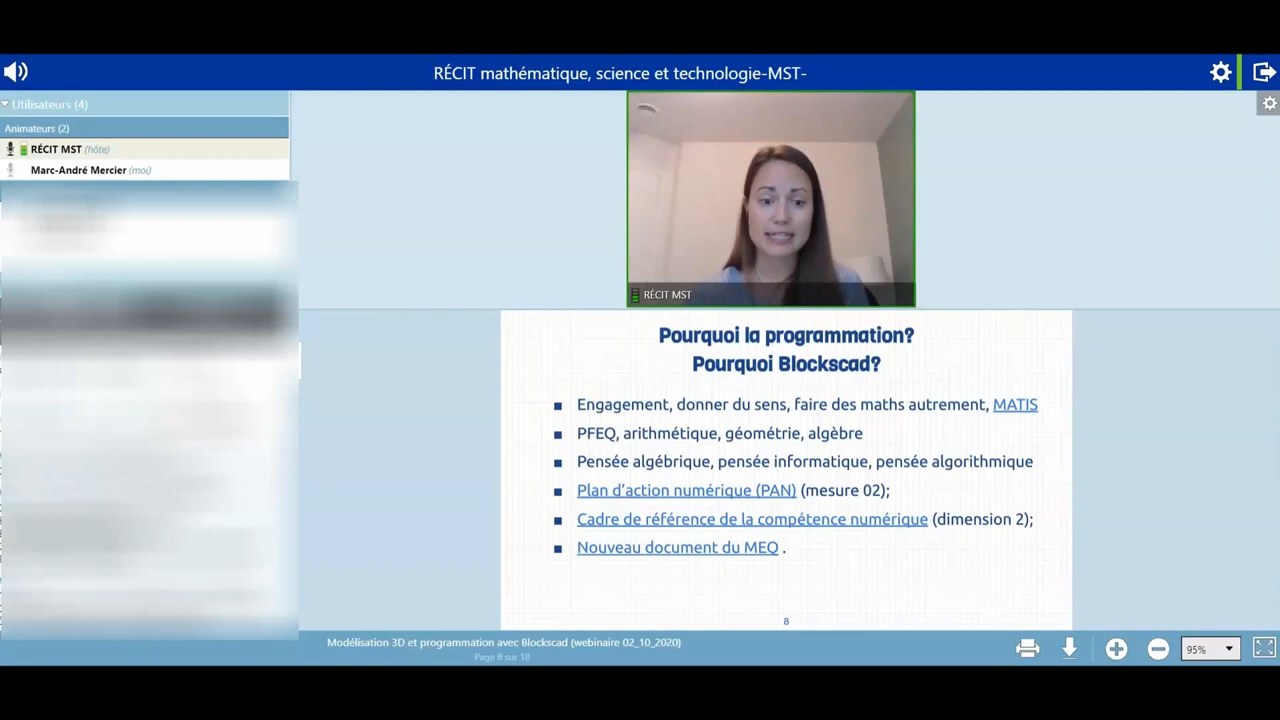 RÉCIT mathématique, science et technologie-MST-
Utilisateurs (4)
Animateurs (2)
RÉCIT MST (hôte)
Marc-André Mercier (moi)
RÉCIT MST
Pourquoi la programmation?
Pourquoi Blockscad?
Engagement, donner du sens, faire des maths autrement, MATIS
PFEQ, arithmétique, géométrie, algèbre
Pensée algébrique, pensée informatique, pensée algorithmique
Plan d'action numérique (PAN) (mesure 02);
Cadre de référence de la compétence numérique (dimension 2);
Nouveau document du MEQ .
8
Modélisation 3D et programmation avec Blockscad (webinaire 02_10_2020)
Page 8 sur 18
95%